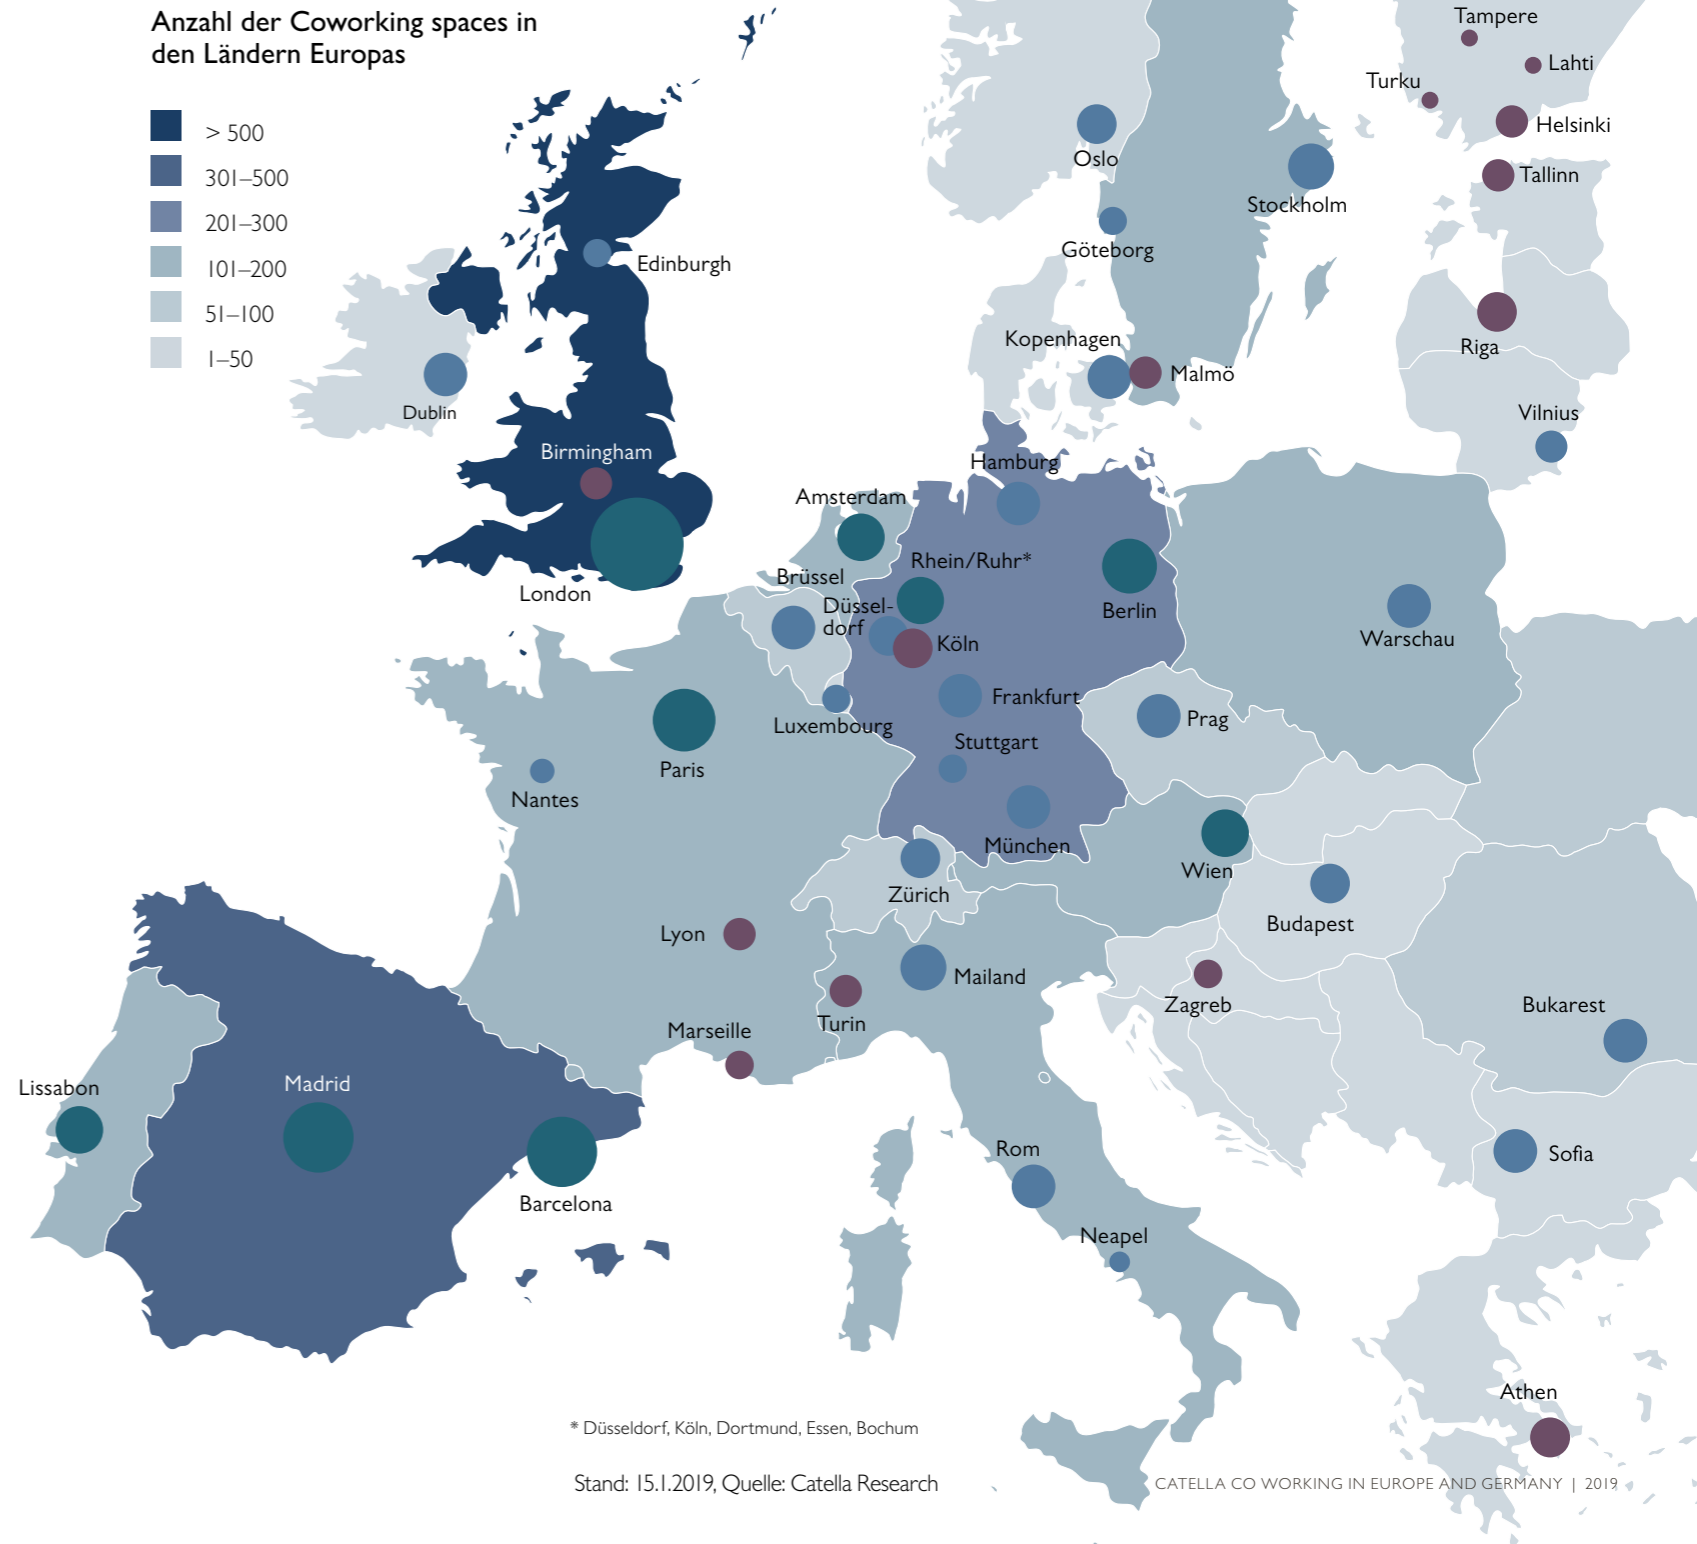 Anzahl der Coworking spaces in
den Ländern Europas
> 500
301–500
201–300
101–200
51–100
1–50
Tampere
Lahti
Turku
Helsinki
Oslo
Tallinn
Stockholm
Göteborg
Edinburgh
Kopenhagen
Riga
Malmö
Dublin
Vilnius
Birmingham
Hamburg
Amsterdam
Rhein/Ruhr*
Brüssel
London
Düssel-
dorf
Berlin
Köln
Warschau
Frankfurt
Luxembourg
Prag
Stuttgart
Paris
Nantes
München
Wien
Zürich
Budapest
Lyon
Mailand
Zagreb
Bukarest
Turin
Marseille
Lissabon
Madrid
Rom
Sofia
Barcelona
Neapel
Athen
* Düsseldorf, Köln, Dortmund, Essen, Bochum
Stand: 15.1.2019, Quelle: Catella Research
CATELLA CO WORKING IN EUROPE AND GERMANY | 2019